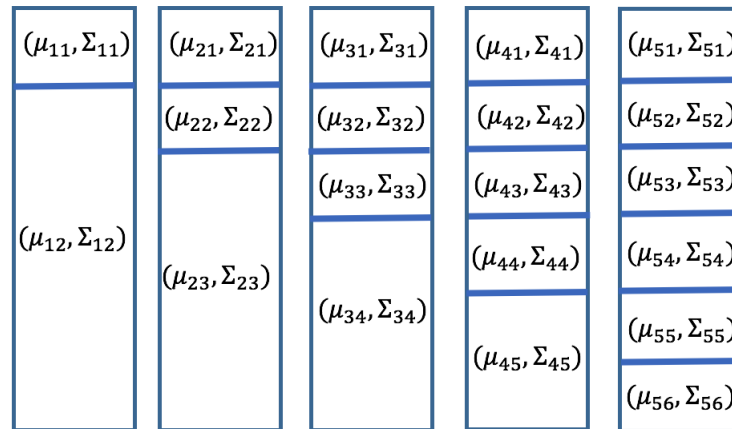 (μ₁₁, Σ₁₁) (μ₂₁, Σ₂₁) (μ₃₁, Σ₃₁) (μ₄₁, Σ₄₁) (μ₅₁, Σ₅₁)
(μ₂₂, Σ₂₂) (μ₃₂, Σ₃₂) (μ₄₂, Σ₄₂) (μ₅₂, Σ₅₂)
(μ₃₃, Σ₃₃) (μ₄₃, Σ₄₃) (μ₅₃, Σ₅₃)
(μ₁₂, Σ₁₂) (μ₂₃, Σ₂₃) (μ₄₄, Σ₄₄) (μ₅₄, Σ₅₄)
(μ₃₄, Σ₃₄) (μ₄₅, Σ₄₅) (μ₅₅, Σ₅₅)
(μ₅₆, Σ₅₆)